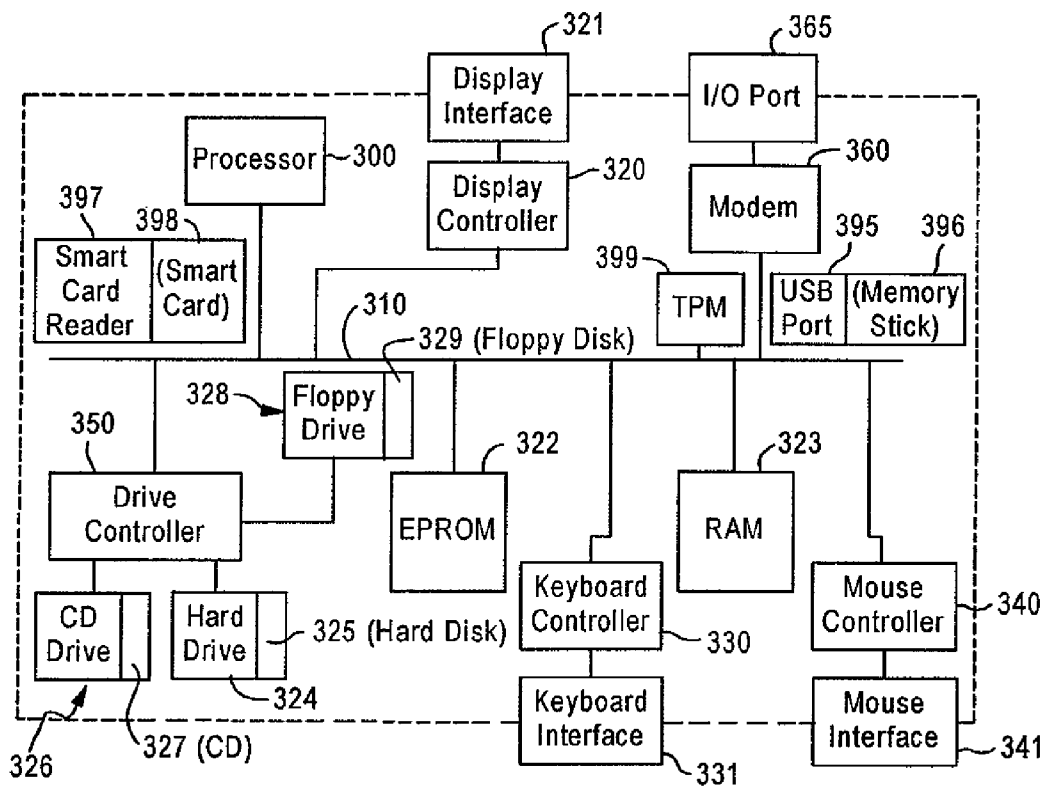 321
Display
Interface
365
I/O Port
Processor
300
Display
Controller
320
360
Modem
397
398
Smart
Card
Reader
(Smart
Card)
399
TPM
395
396
USB
Port
(Memory
Stick)
310
329 (Floppy Disk)
328
Floppy
Drive
350
Drive
Controller
322
EPROM
323
RAM
CD
Drive
Hard
Drive
325 (Hard Disk)
324
326
327 (CD)
Keyboard
Controller
330
Keyboard
Interface
331
Mouse
Controller
340
Mouse
Interface
341